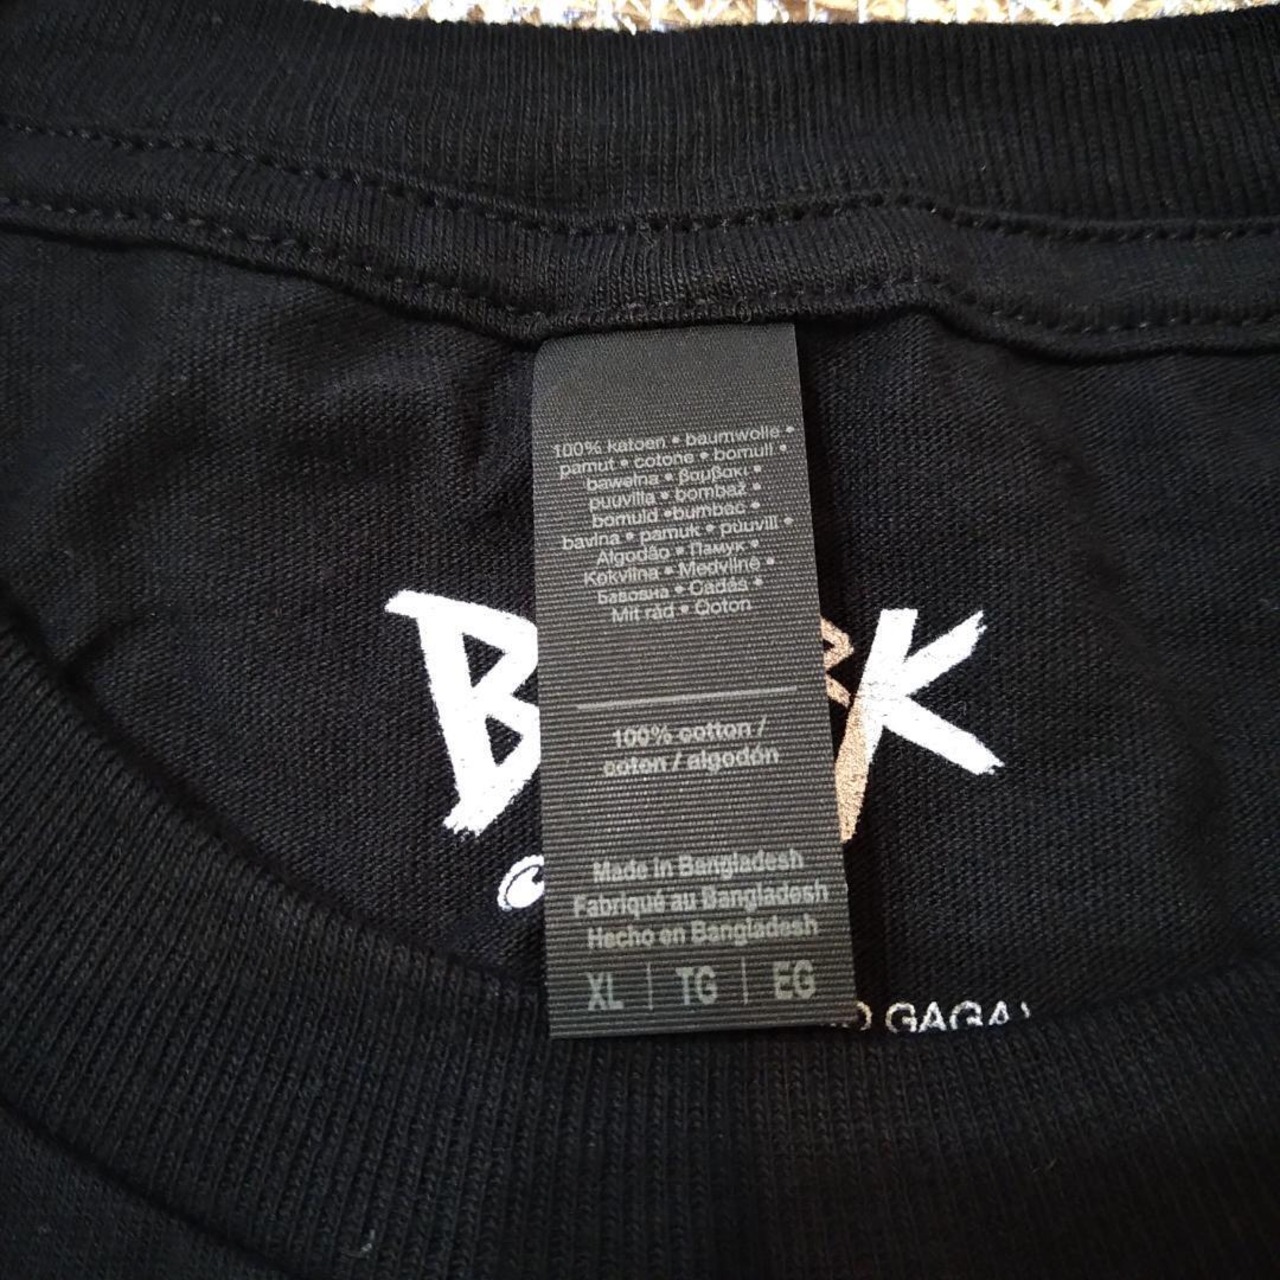 100% katoen • baumwolle •
pamut • cotone • bomull •
bawełna • βαμβακι •
puuvilla • bombaž •
bomuld •bumbac •
bavlna • pamuk • puuvill •
Algodão • Памук •
Kokvilna • Medvilnė •
Бавовна • Cadás •
Mit rád • Qoton
100% cotton /
coton / algodón
Made in Bangladesh
Fabriqué au Bangladesh
Hecho en Bangladesh
XL | TG | EG
GAGA)